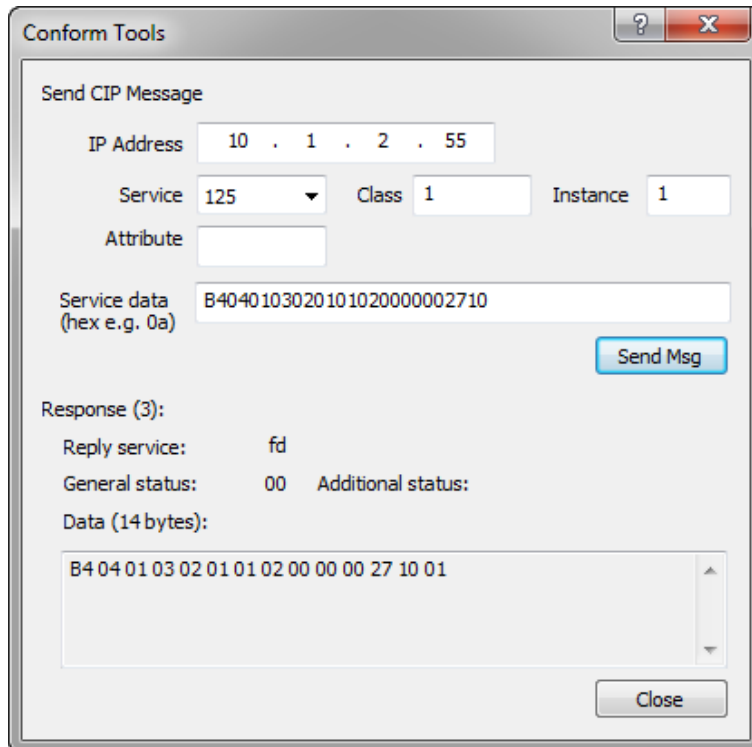 Conform Tools
Send CIP Message
IP Address 10 . 1 . 2 . 55
Service 125 Class 1 Instance 1
Attribute
Service data B404010302010102000002710
(hex e.g. 0a)
Send Msg
Response (3):
Reply service: fd
General status: 00 Additional status:
Data (14 bytes):
B4 04 01 03 02 01 01 02 00 00 00 27 10 01
Close